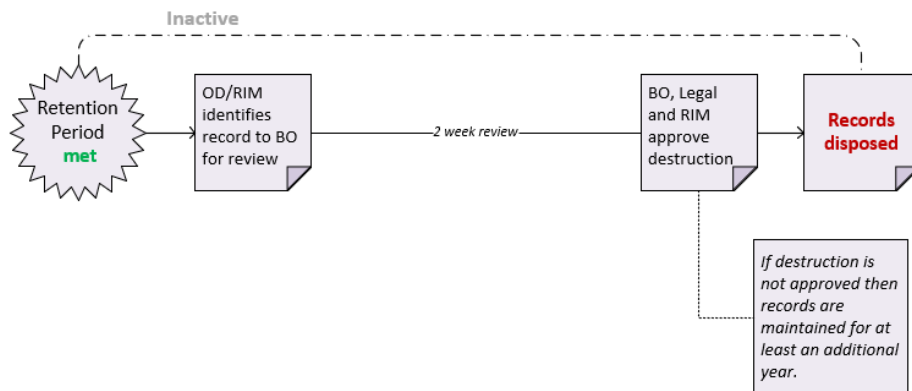 Inactive
Retention
Period
met
OD/RIM
identifies
record to BO
for review
2 week review
BO, Legal
and RIM
approve
destruction
Records
disposed
If destruction is
not approved then
records are
maintained for at
least an additional
year.